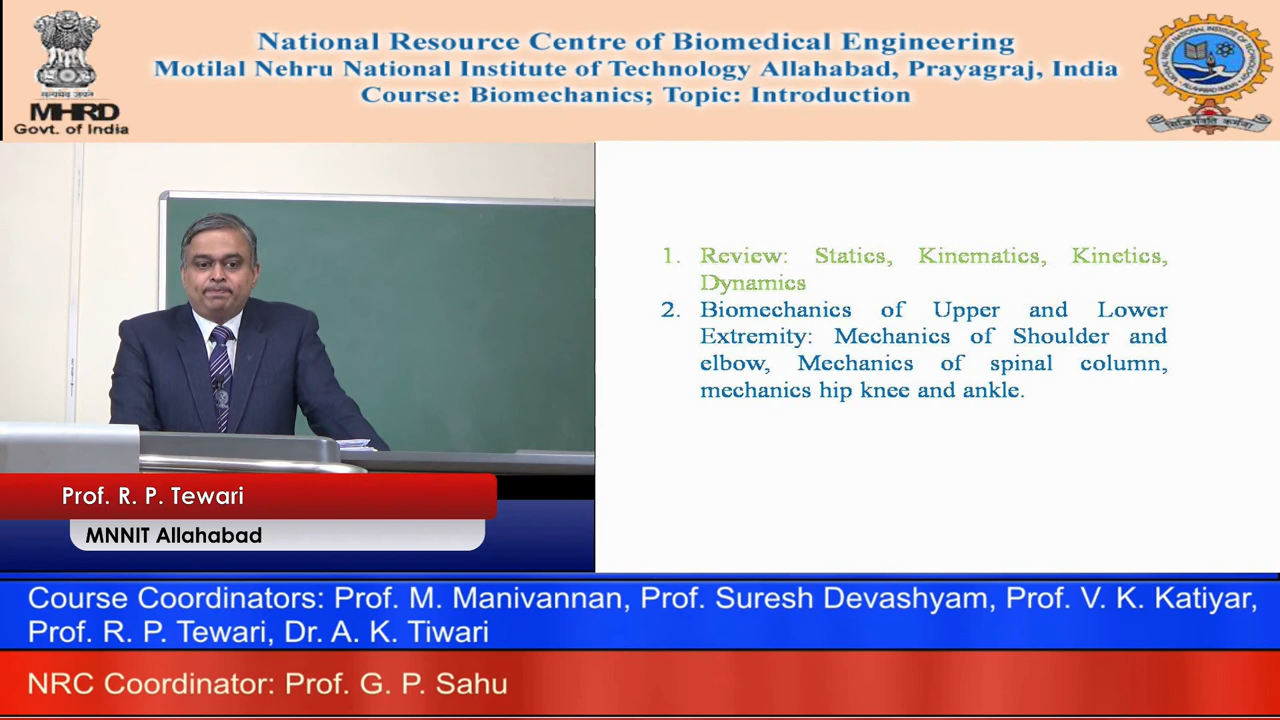 National Resource Centre of Biomedical Engineering
Motilal Nehru National Institute of Technology Allahabad, Prayagraj, India
Course: Biomechanics; Topic: Introduction
सत्यमेव जयते
MHRD
Govt. of India
1. Review: Statics, Kinematics, Kinetics,
Dynamics
2. Biomechanics of Upper and Lower
Extremity: Mechanics of Shoulder and
elbow, Mechanics of spinal column,
mechanics hip knee and ankle.
Prof. R. P. Tewari
MNNIT Allahabad
Course Coordinators: Prof. M. Manivannan, Prof. Suresh Devashyam, Prof. V. K. Katiyar,
Prof. R. P. Tewari, Dr. A. K. Tiwari
NRC Coordinator: Prof. G. P. Sahu